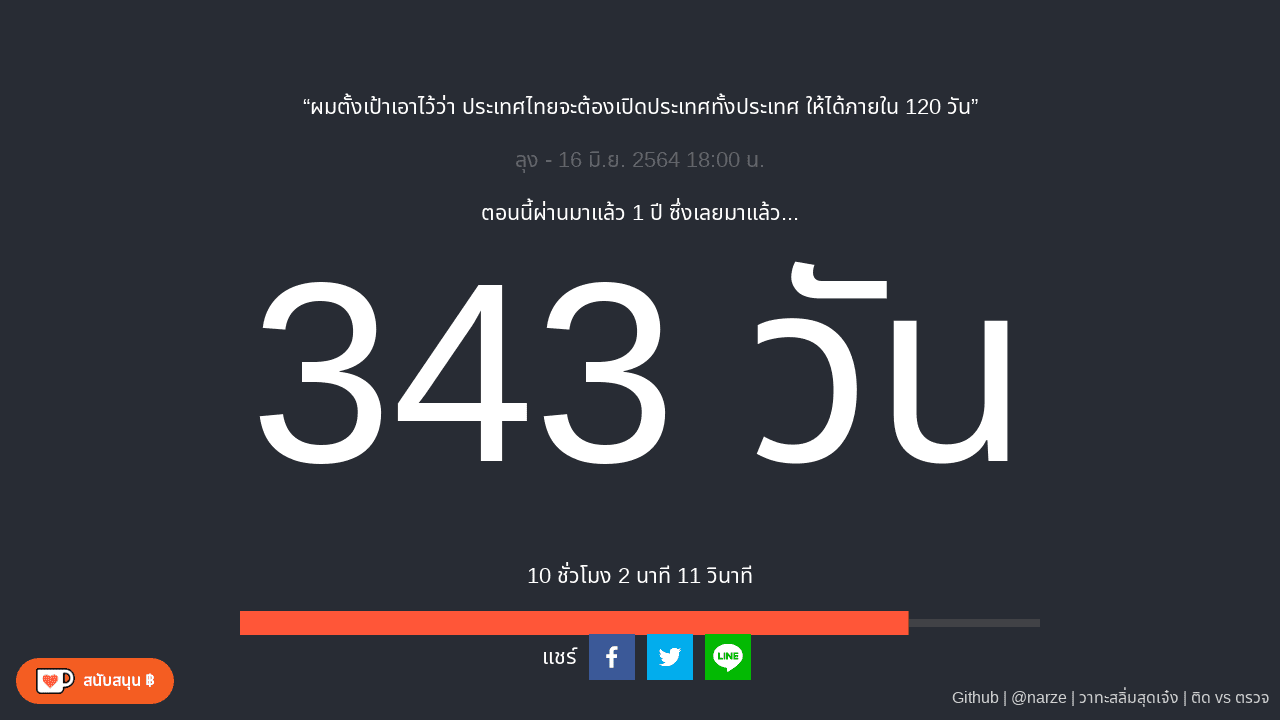 “ผมตั้งเป้าเอาไว้ว่า ประเทศไทยจะต้องเปิดประเทศทั้งประเทศ ให้ได้ภายใน 120 วัน”
ลุง - 16 มิ.ย. 2564 18:00 น.
ตอนนี้ผ่านมาแล้ว 1 ปี ซึ่งเลยมาแล้ว...
343 วัน
10 ชั่วโมง 2 นาที 11 วินาที
แชร์
LINE
สนับสนุน ฿
Github | @narze | วาทะสลิ่มสุดเจ๋ง | ติด vs ตรวจ